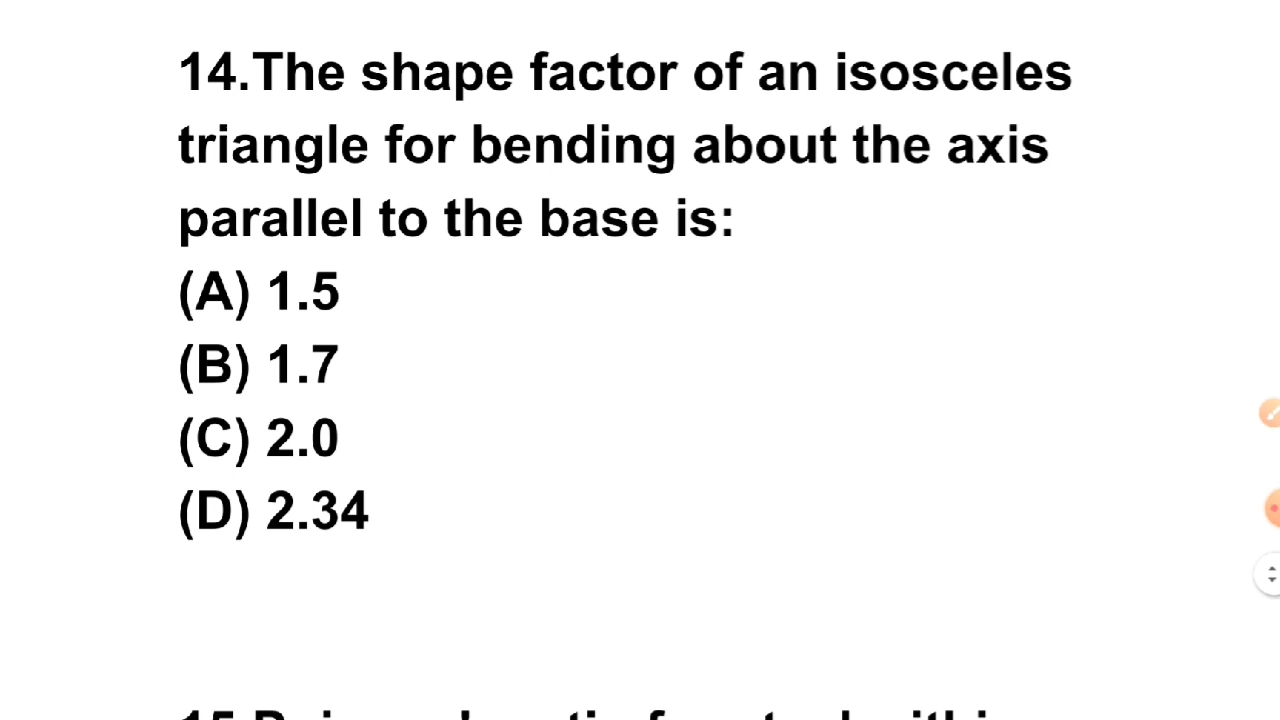 14.The shape factor of an isosceles
triangle for bending about the axis
parallel to the base is:
(A) 1.5
(B) 1.7
(C) 2.0
(D) 2.34